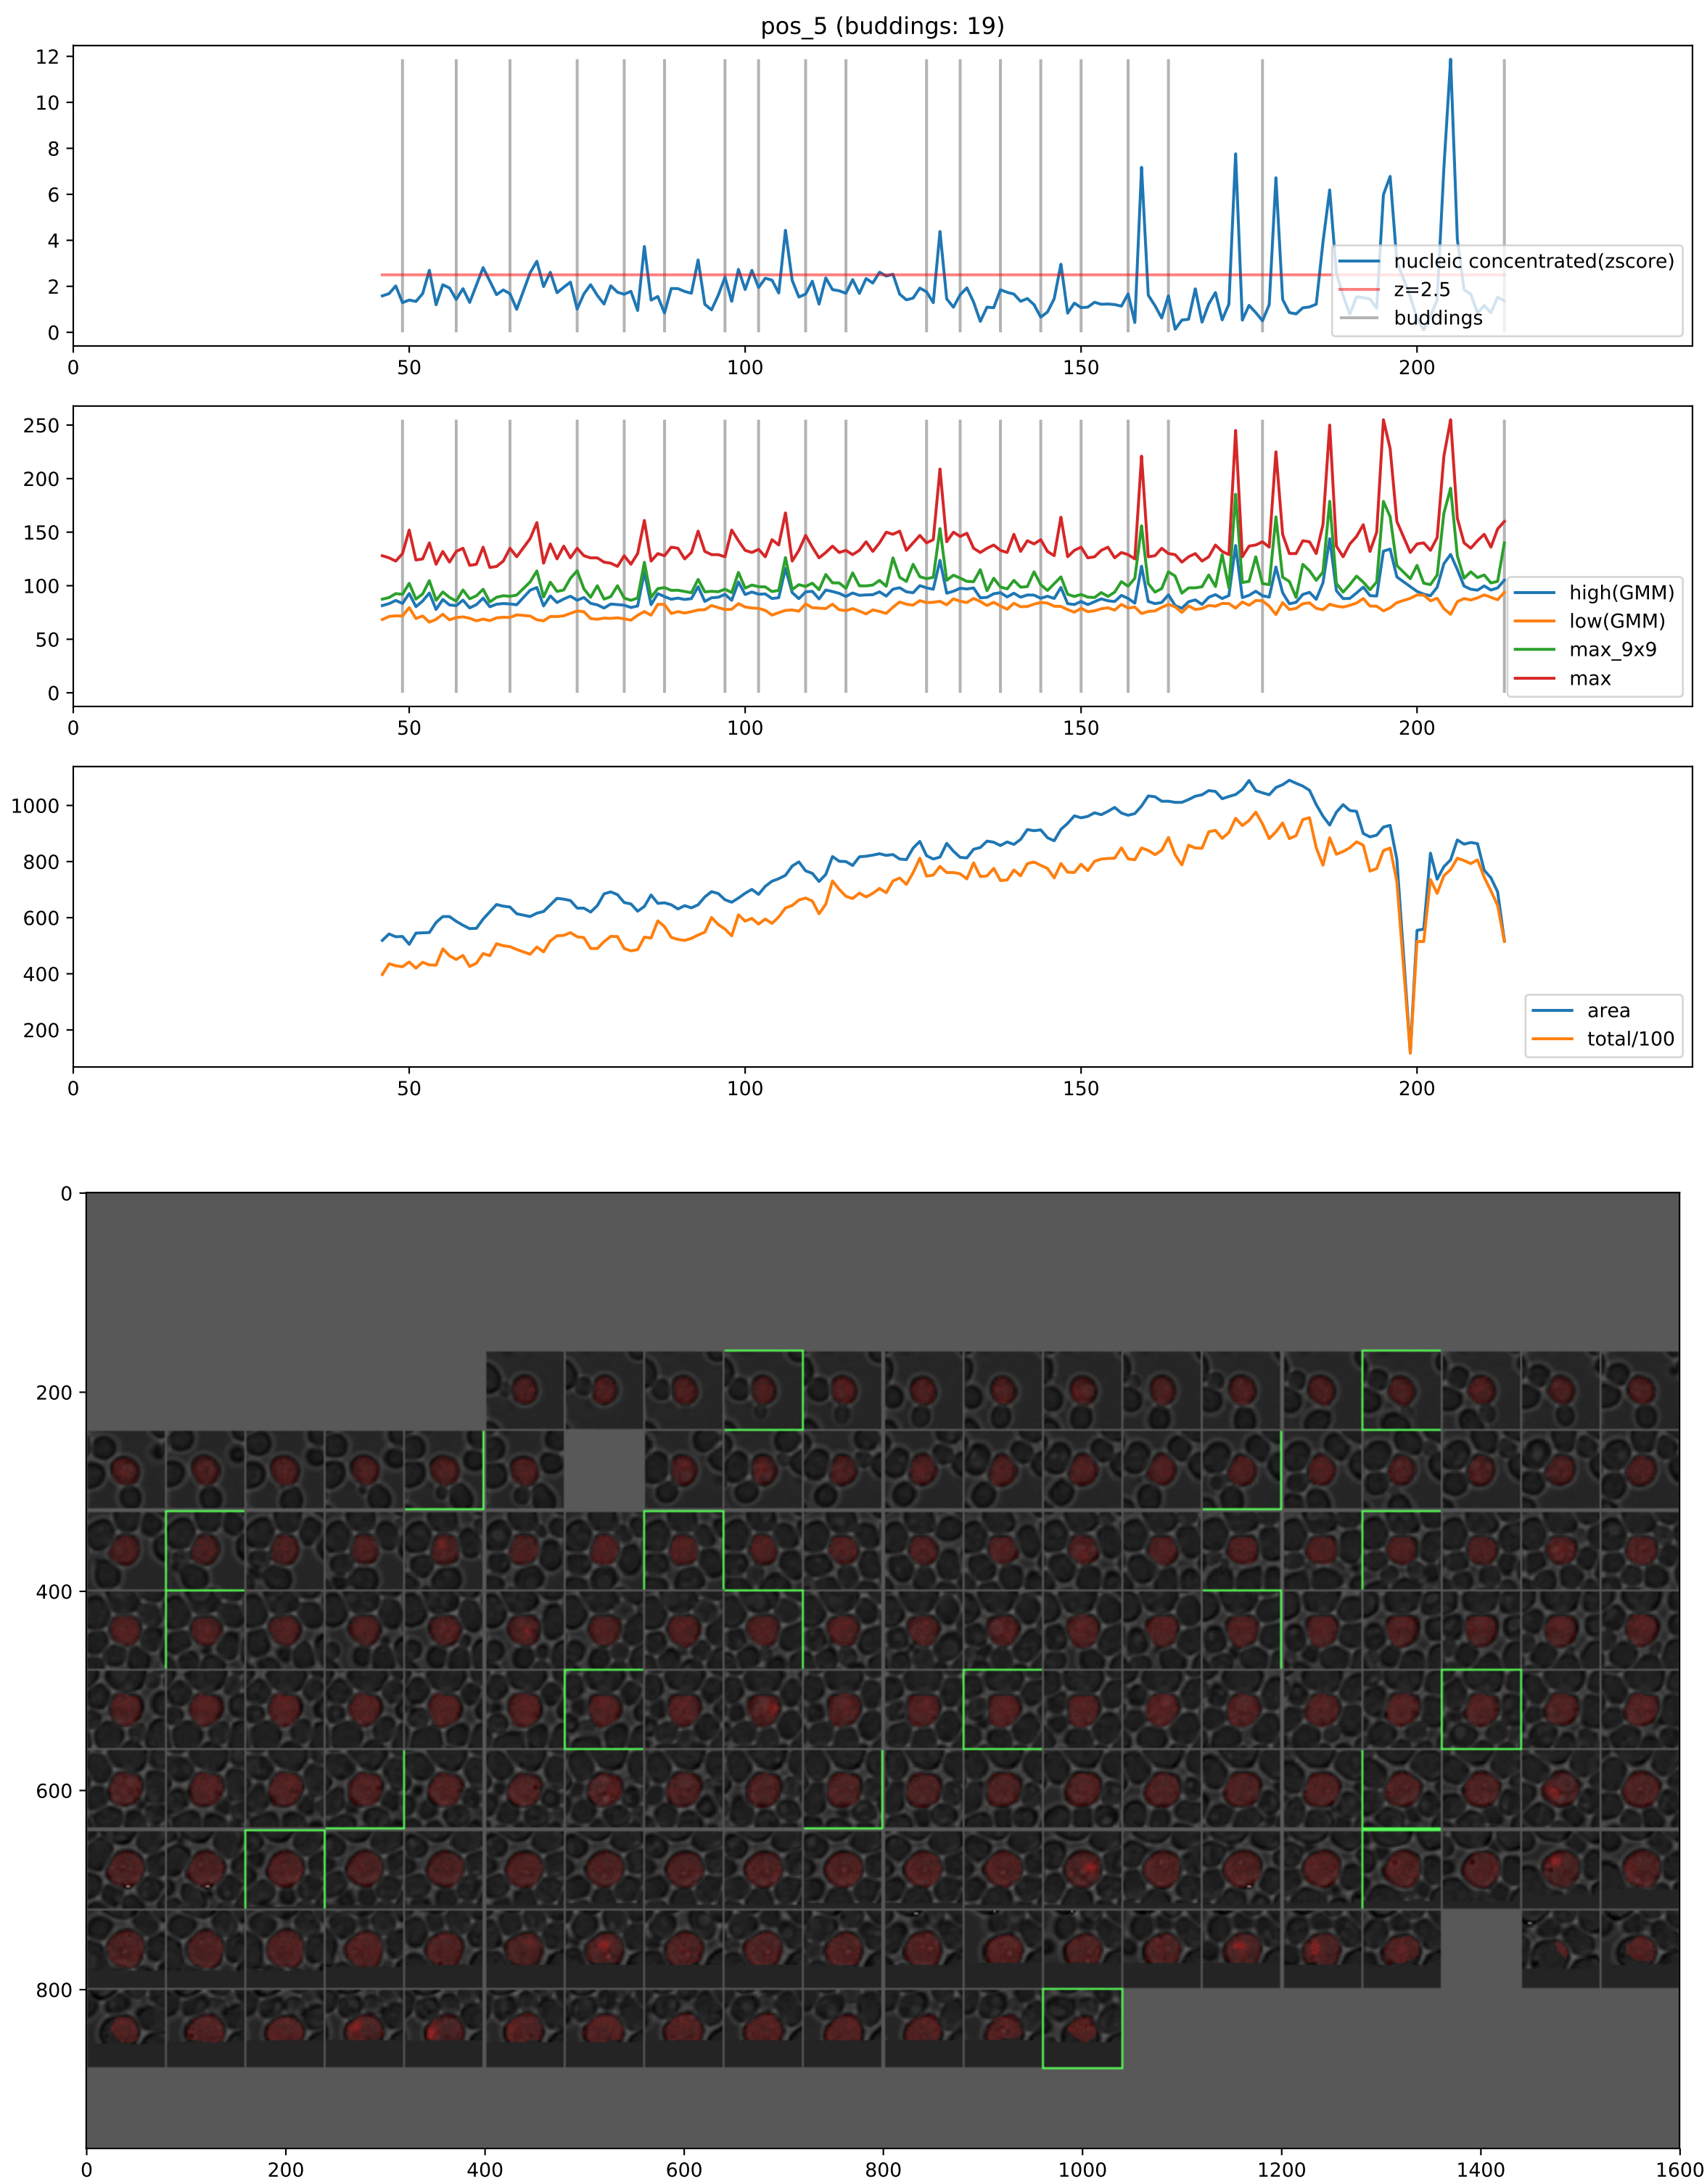 pos_5 (buddings: 19)
12
10
8
6
4
2
0
nucleic concentrated(zscore)
z=2.5
buddings
0 50 100 150 200
250
200
150
100
50
0
high(GMM)
low(GMM)
max_9x9
max
0 50 100 150 200
1000
800
600
400
200
area
total/100
0 50 100 150 200
0
200
400
600
800
0 200 400 600 800 1000 1200 1400 1600